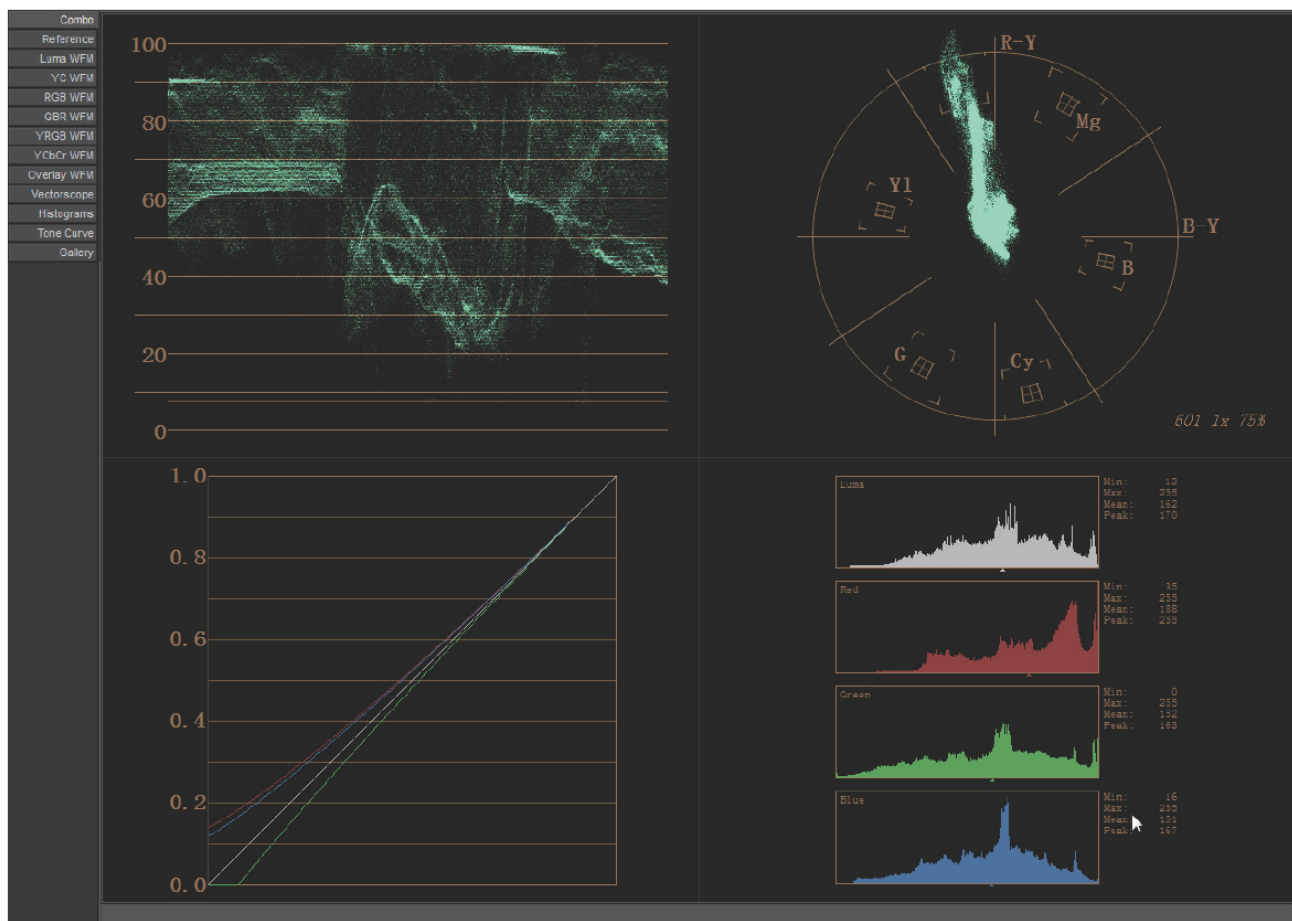 Combo
Reference
Luma WFM
YC WFM
RGB WFM
GBR WFM
YRGB WFM
YCbCr WFM
Overlay WFM
Vectorscope
Histograms
Tone Curve
Gallery
100
80
60
40
20
0
R-Y
Mg
Yl
B-Y
B
G
Cy
601 1x 75%
1.0
0.8
0.6
0.4
0.2
0.0
Luma
Min: 13
Max: 255
Mean: 162
Peak: 170
Red
Min: 35
Max: 255
Mean: 188
Peak: 255
Green
Min: 0
Max: 255
Mean: 152
Peak: 163
Blue
Min: 16
Max: 255
Mean: 151
Peak: 167